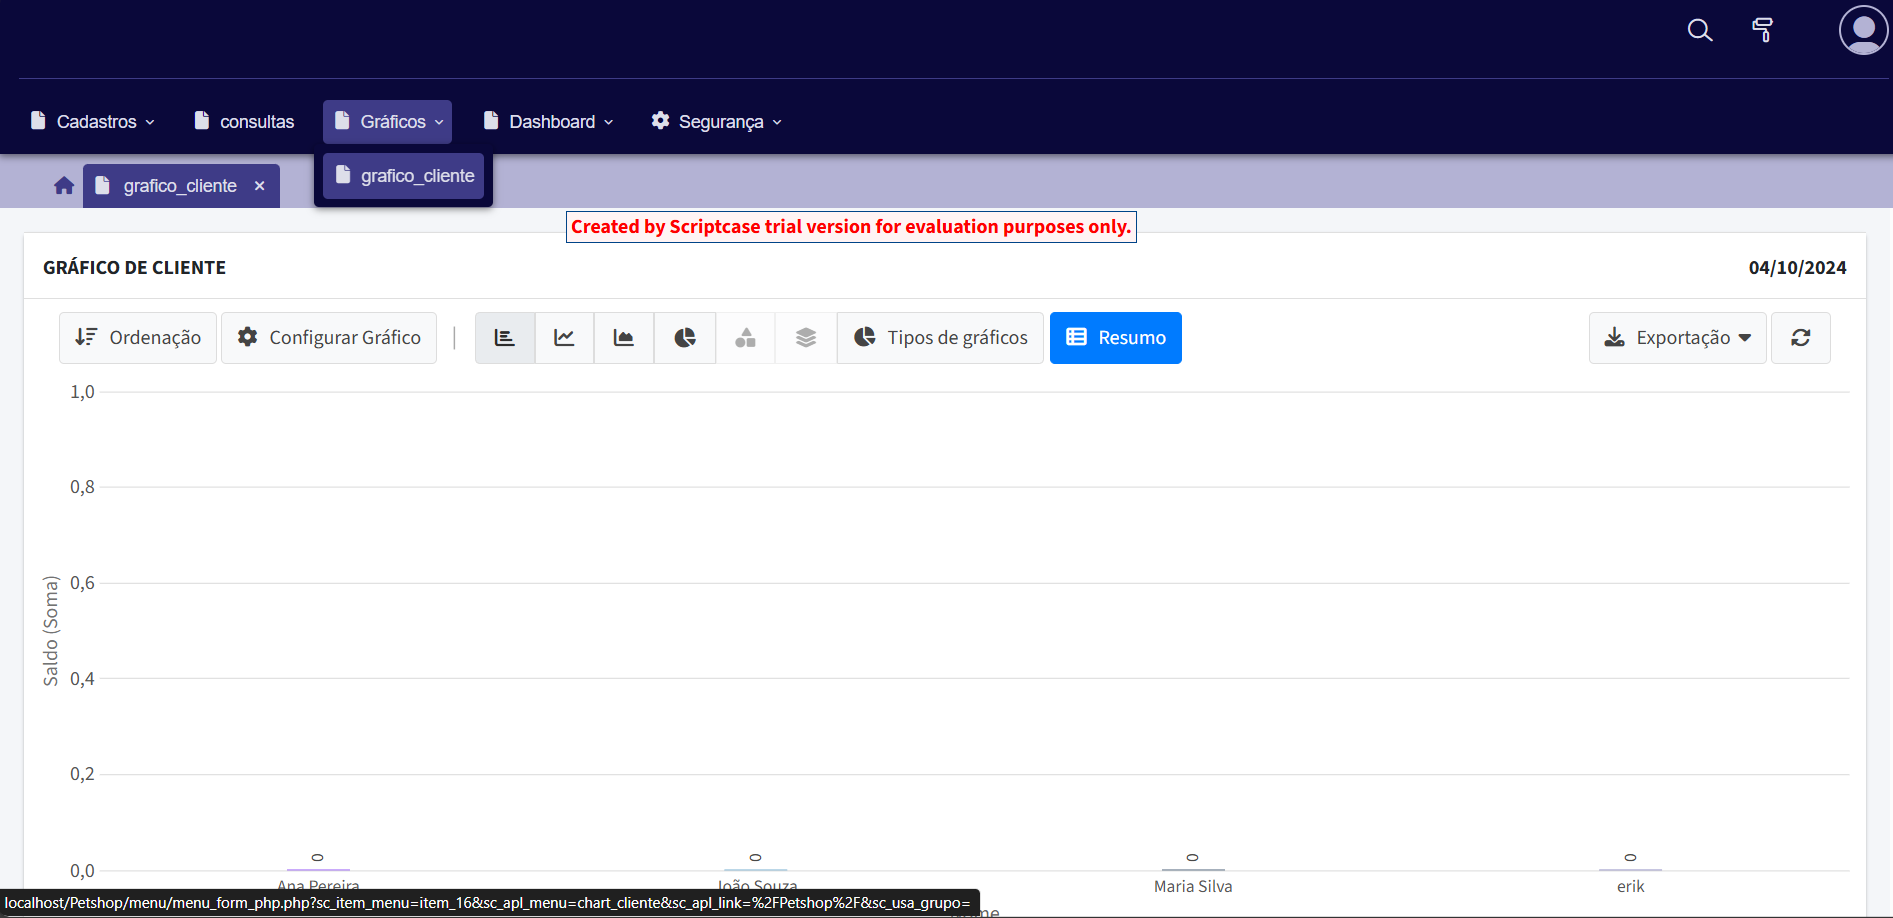 Cadastros consultas Gráficos Dashboard Segurança
grafico_cliente × grafico_cliente
Created by Scriptcase trial version for evaluation purposes only.
GRÁFICO DE CLIENTE 04/10/2024
Ordenação Configurar Gráfico Tipos de gráficos Resumo Exportação
1,0
0,8
0,6
Saldo (Soma)
0,4
0,2
0 0 0 0
0,0
Ana Pereira João Souza Maria Silva erik
localhost/Petshop/menu/menu_form_php.php?sc_item_menu=item_16&sc_apl_menu=chart_cliente&sc_apl_link=%2FPetshop%2F&sc_usa_grupo=